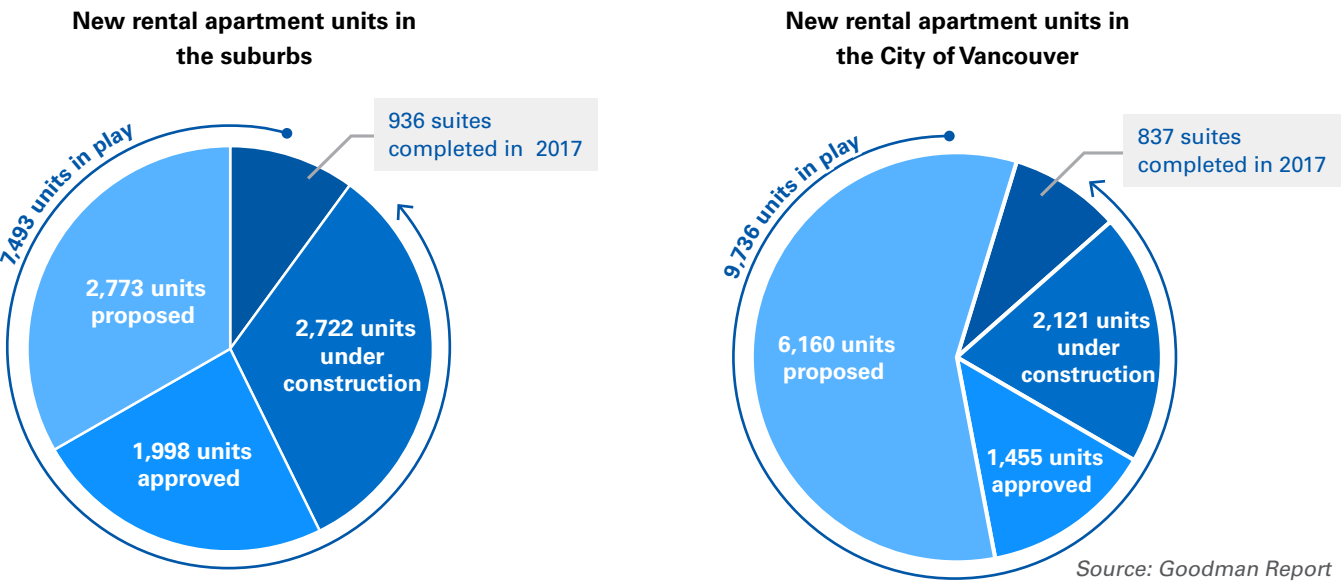 New rental apartment units in
the suburbs
7,493 units in play
936 suites
completed in 2017
2,773 units
proposed
2,722 units
under
construction
1,998 units
approved
New rental apartment units in
the City of Vancouver
9,736 units in play
837 suites
completed in 2017
6,160 units
proposed
2,121 units
under
construction
1,455 units
approved
Source: Goodman Report